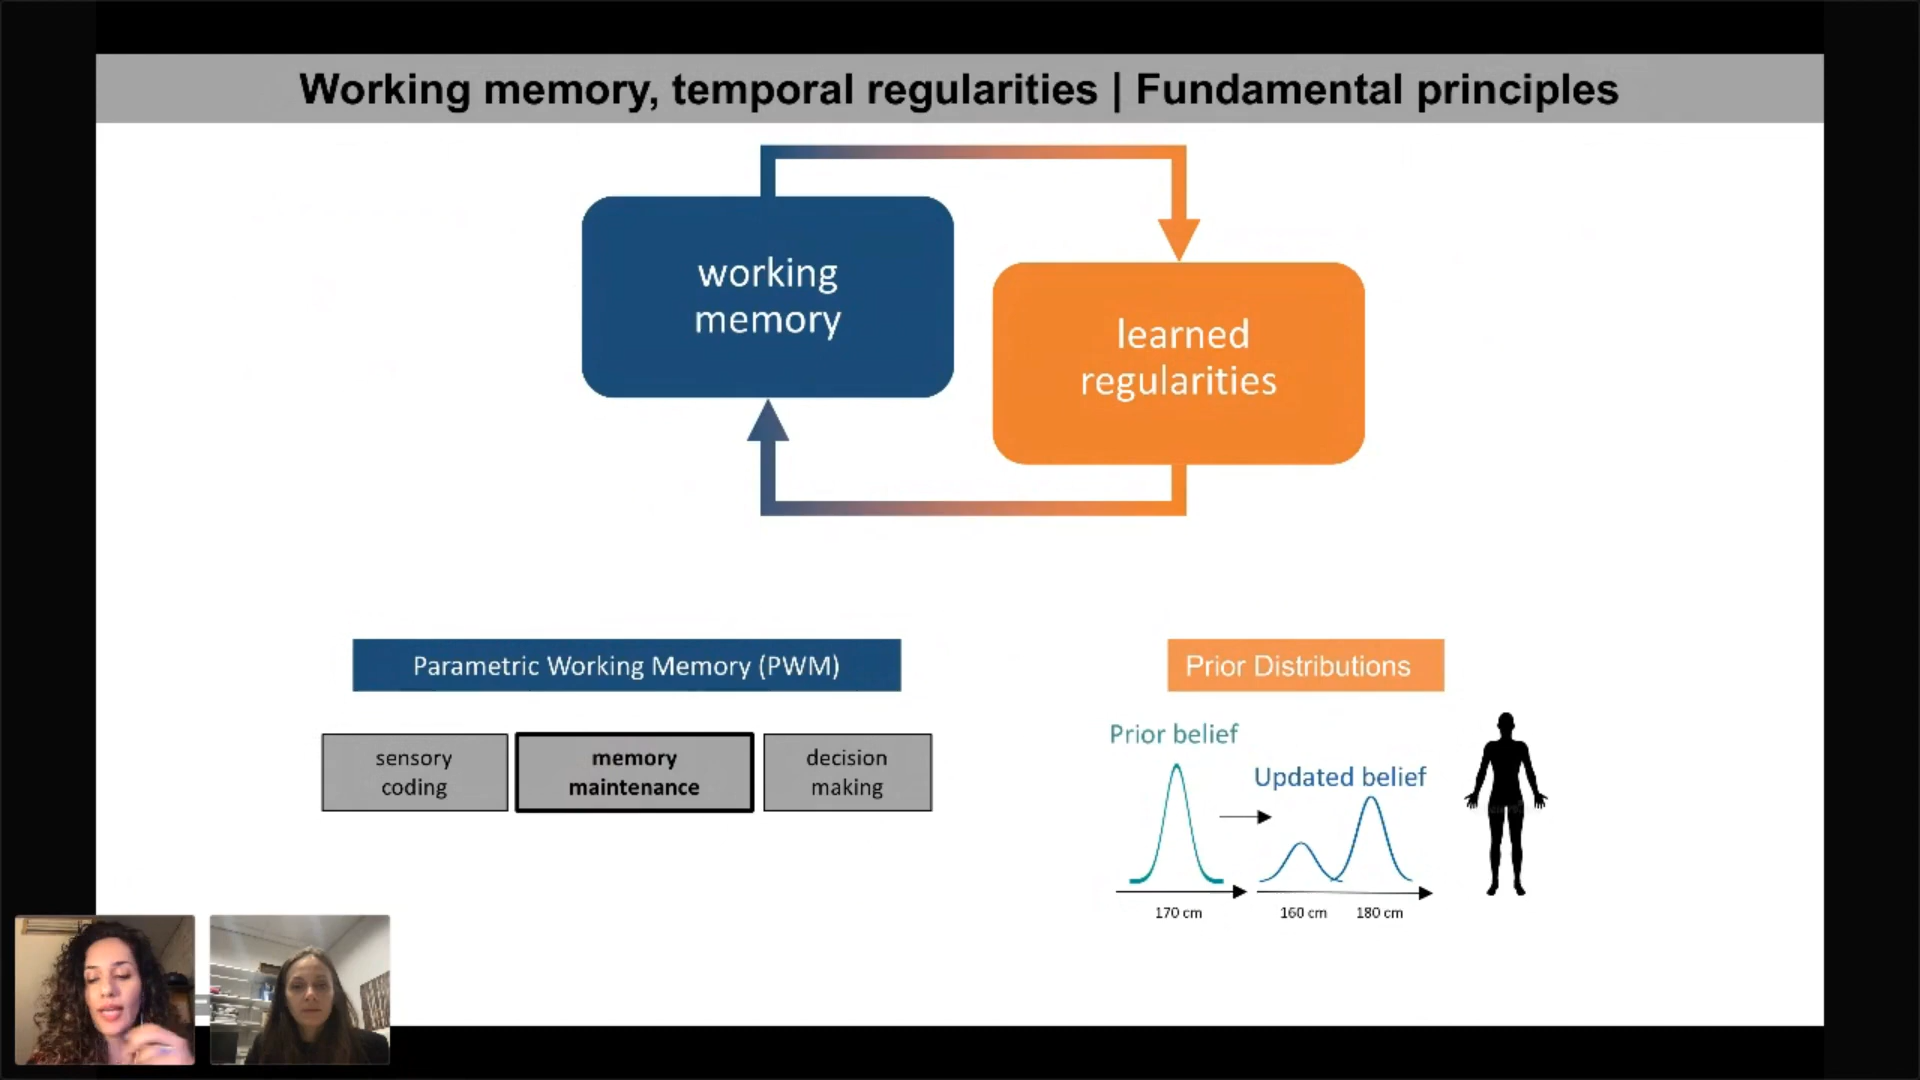 Working memory, temporal regularities | Fundamental principles
working
memory
learned
regularities
Parametric Working Memory (PWM)
sensory
coding
memory
maintenance
decision
making
Prior Distributions
Prior belief
Updated belief
170 cm
160 cm
180 cm